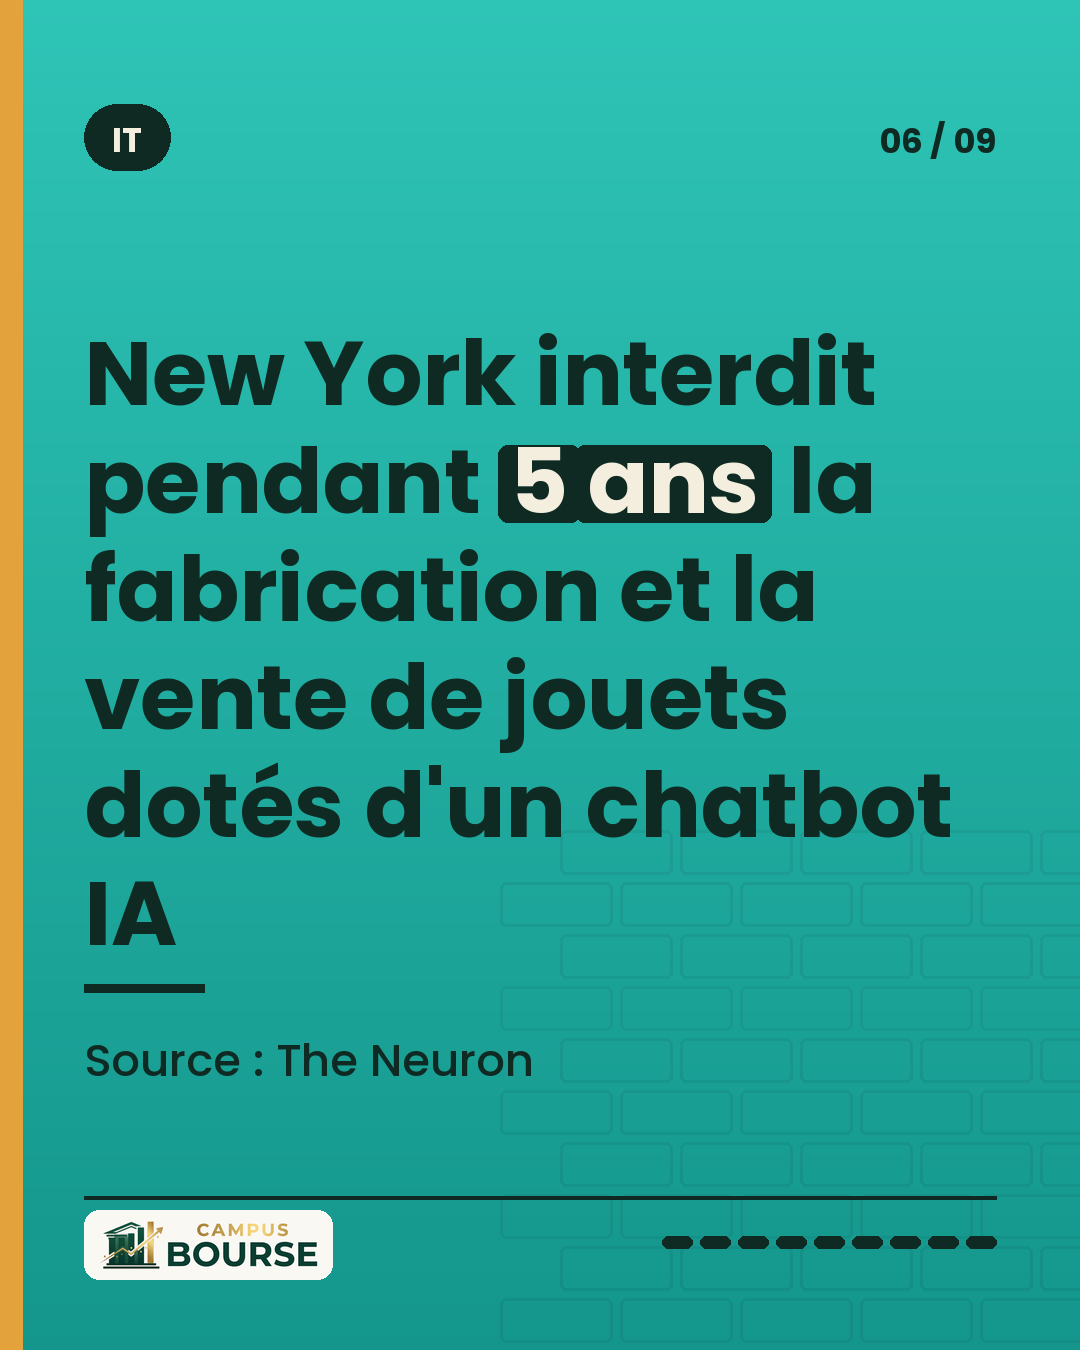 IT
06 / 09
New York interdit
pendant 5 ans la
fabrication et la
vente de jouets
dotés d'un chatbot
IA
Source : The Neuron
CAMPUS
BOURSE